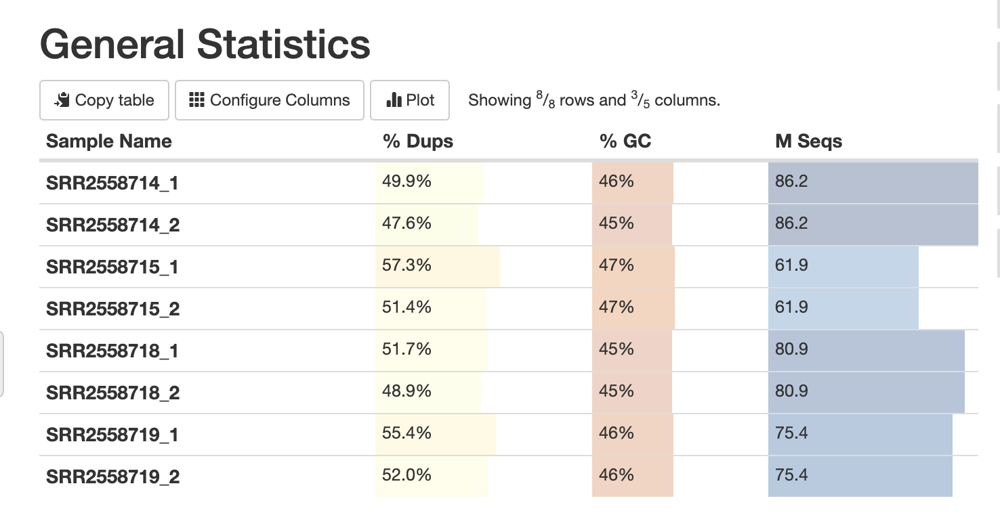 General Statistics
Copy table Configure Columns Plot Showing 8/8 rows and 3/5 columns.
Sample Name % Dups % GC M Seqs
SRR2558714_1 49.9% 46% 86.2
SRR2558714_2 47.6% 45% 86.2
SRR2558715_1 57.3% 47% 61.9
SRR2558715_2 51.4% 47% 61.9
SRR2558718_1 51.7% 45% 80.9
SRR2558718_2 48.9% 45% 80.9
SRR2558719_1 55.4% 46% 75.4
SRR2558719_2 52.0% 46% 75.4